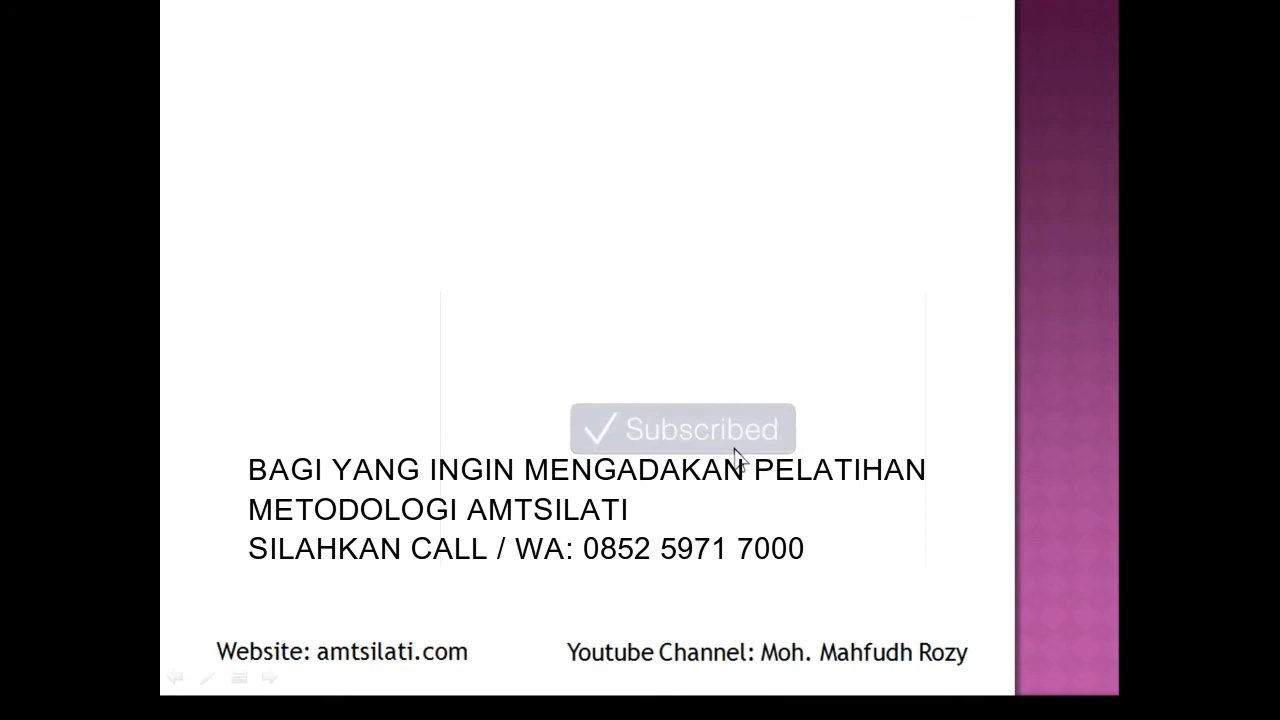 Subscribed
BAGI YANG INGIN MENGADAKAN PELATIHAN
METODOLOGI AMTSILATI
SILAHKAN CALL / WA: 0852 5971 7000
Website: amtsilati.com
Youtube Channel: Moh. Mahfudh Rozy